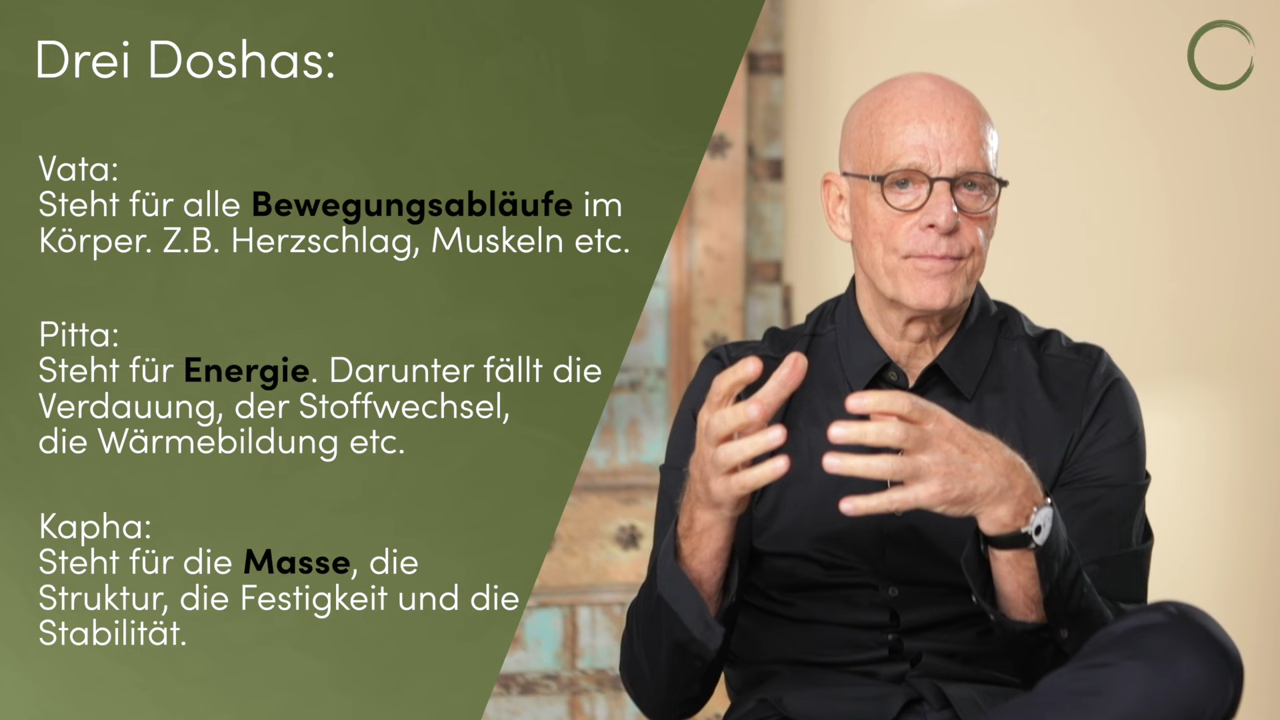 Drei Doshas:
Vata:
Steht für alle Bewegungsabläufe im
Körper. Z.B. Herzschlag, Muskeln etc.
Pitta:
Steht für Energie. Darunter fällt die
Verdauung, der Stoffwechsel,
die Wärmebildung etc.
Kapha:
Steht für die Masse, die
Struktur, die Festigkeit und die
Stabilität.